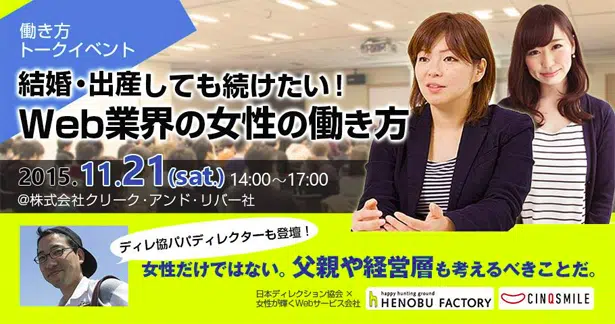 働き方
トークイベント
結婚・出産しても続けたい！
Web業界の女性の働き方
2015.11.21(sat.) 14:00～17:00
@株式会社クリーク・アンド・リバー社
ディレ協パパディレクターも登壇！
女性だけではない。父親や経営層も考えるべきことだ。
日本ディレクション協会 ×
女性が輝くWebサービス会社
happy hunting ground
HENOBU FACTORY
CINQSMILE